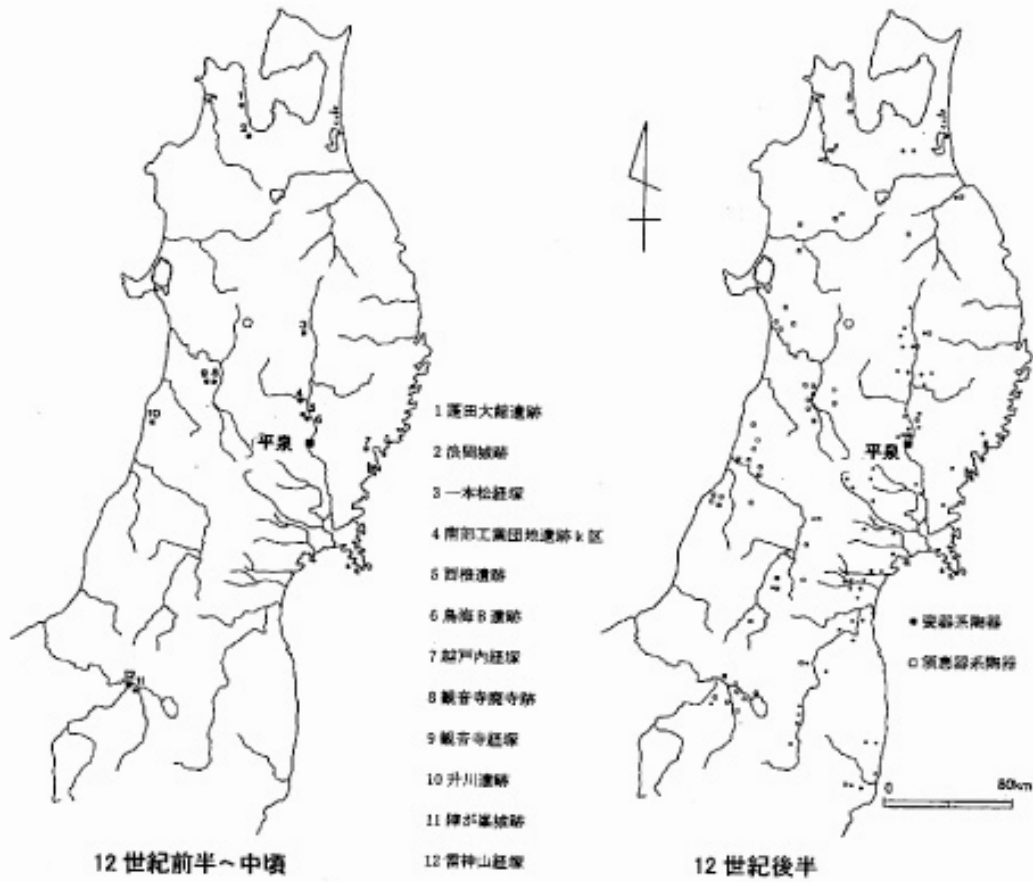 平泉
1 蓬田大館遺跡
2 浪岡城跡
3 一本松経塚
4 南部工業団地遺跡k区
5 西根遺跡
6 鳥海B遺跡
7 越戸内経塚
8 観音寺廃寺跡
9 観音寺経塚
10 升川遺跡
11 陣が峯城跡
12 雷神山経塚
12世紀前半~中頃
平泉
瓷器系陶器
須恵器系陶器
0 80km
12世紀後半